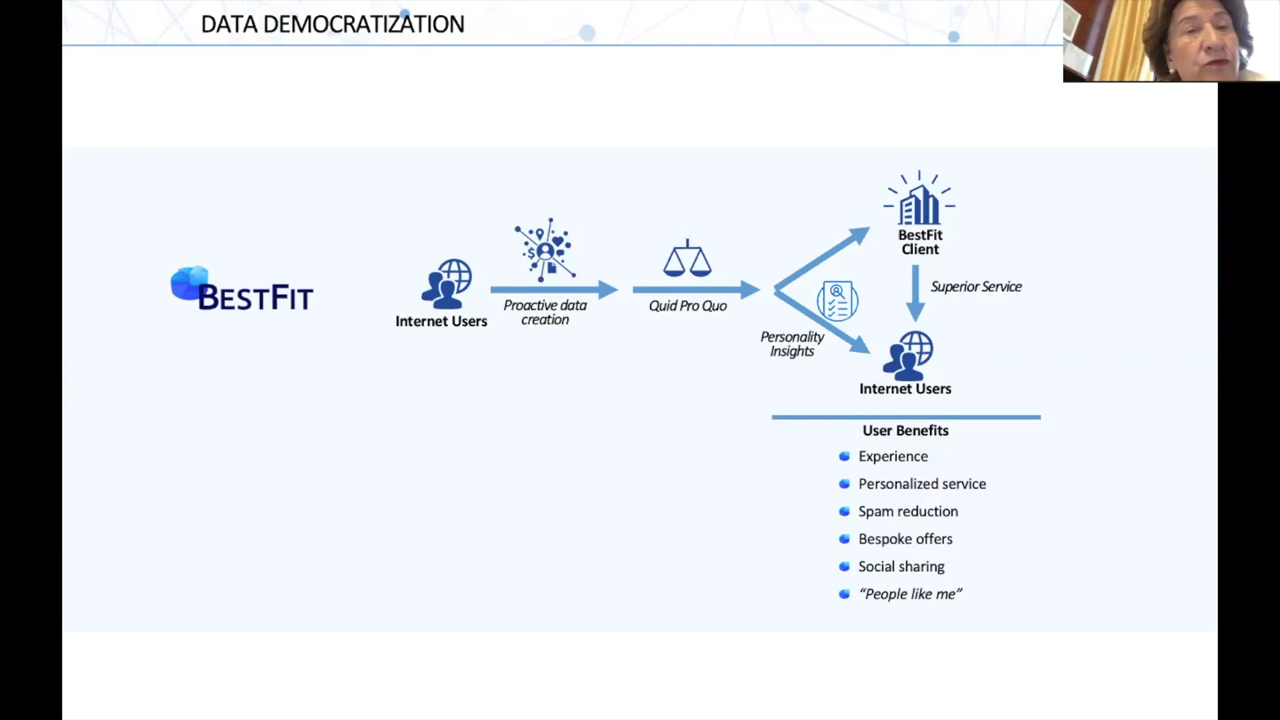 DATA DEMOCRATIZATION
BESTFIT
Internet Users
Proactive data
creation
Quid Pro Quo
Personality
Insights
BestFit
Client
Superior Service
Internet Users
User Benefits
Experience
Personalized service
Spam reduction
Bespoke offers
Social sharing
“People like me”